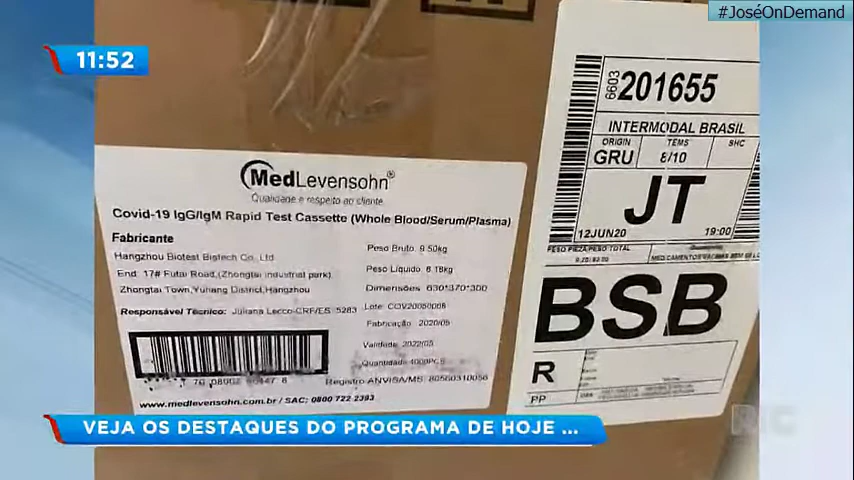 #JoséOnDemand
11:52
MedLevensohn®
Qualidade e respeito ao cliente
Covid-19 IgG/IgM Rapid Test Cassette (Whole Blood/Serum/Plasma)
Fabricante
Hangzhou Biotest Biotech Co., Ltd
End: 17# Futai Road,(Zhongtai industrial park)
Zhongtai Town,Yuhang District,Hangzhou
Responsável Técnico: Juliana Lecco-CRF/ES 5283
Peso Bruto: 9.50kg
Peso Líquido: 8.18kg
Dimensões: 630*370*300
Lote: COV20050008
Fabricação: 2020/05
Validade: 2022/05
Quantidade: 4000PCS
Registro ANVISA/MS: 80560310056
www.medlevensohn.com.br / SAC: 0800 722 2393
6603 201655
INTERMODAL BRASIL
ORIGIN ITEMS SHC
GRU 8/10
JT
12JUN20 19:00
BSB
R
PP
VEJA OS DESTAQUES DO PROGRAMA DE HOJE ...
RIC